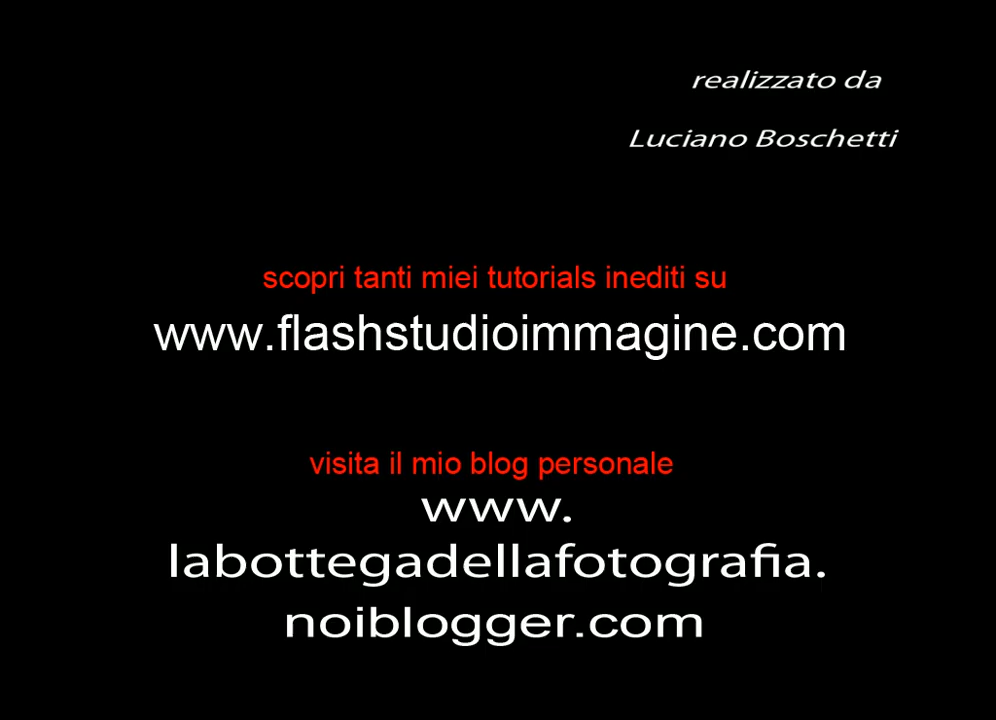 realizzato da
Luciano Boschetti
scopri tanti miei tutorials inediti su
www.flashstudioimmagine.com
visita il mio blog personale
www.
labottegadellafotografia.
noiblogger.com